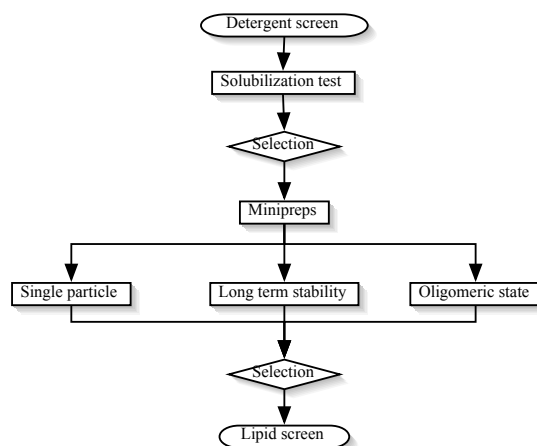 Detergent screen
Solubilization test
Selection
Minipreps
Single particle
Long term stability
Oligomeric state
Selection
Lipid screen